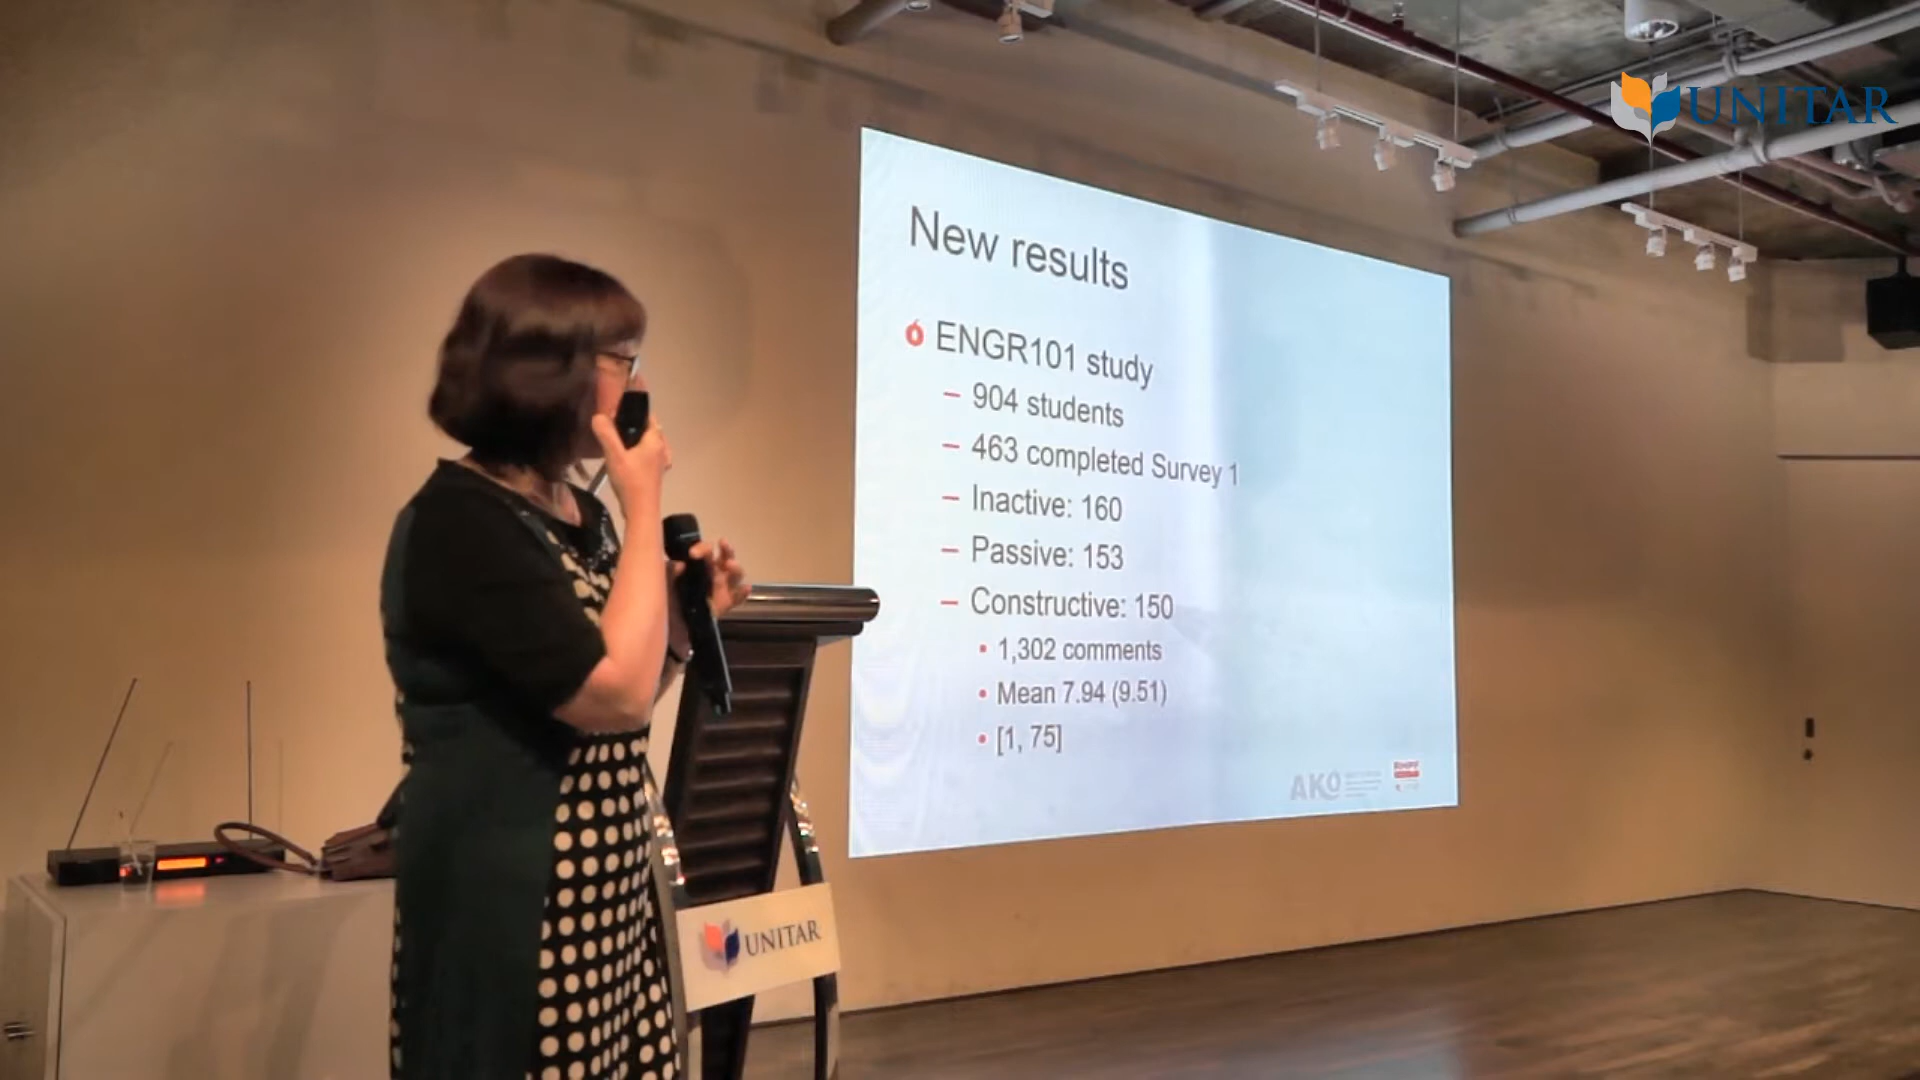 UNITAR
New results
ENGR101 study
– 904 students
– 463 completed Survey 1
– Inactive: 160
– Passive: 153
– Constructive: 150
• 1,302 comments
• Mean 7.94 (9.51)
• [1, 75]
AKO
UNITAR